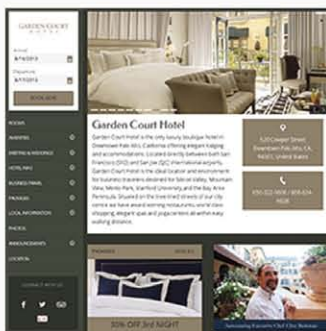 GARDEN COURT
HOTEL
Arrival
Departure
BOOK NOW
ROOMS
AMENITIES
MEETING & WEDDINGS
HOTEL INFO
BUSINESS TRAVEL
PACKAGES
LOCAL INFORMATION
PHOTOS
ANNOUNCEMENTS
LOCATION
CONNECT WITH US
Garden Court Hotel
Garden Court Hotel is the only luxury boutique hotel in
Downtown Palo Alto, California offering elegant lodging
and accommodations. Located directly between both San
Francisco (SFO) and San Jose (SJC) international airports,
Garden Court Hotel is the ideal location and environment
for business travelers destined for Silicon Valley, Mountain
View, Menlo Park, Stanford University, and the Bay Area
Peninsula. Situated on the tree-lined streets of our city
centre we have award winning restaurants, world class
shopping, elegant spas and yoga centers all within easy
walking distance.
520 Cowper Street
Downtown Palo Alto, CA
94301, United States
PACKAGES
30% OFF 3rd NIGHT
Announcing Executive Chef